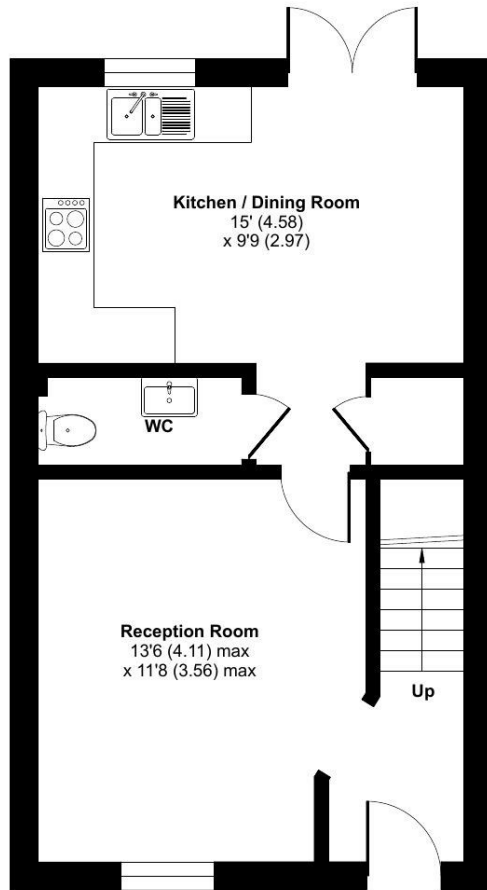 Kitchen / Dining Room
15' (4.58)
x 9'9 (2.97)
WC
Reception Room
13'6 (4.11) max
x 11'8 (3.56) max
Up